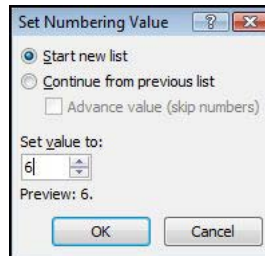 Set Numbering Value
Start new list
Continue from previous list
Advance value (skip numbers)
Set value to:
6
Preview: 6.
OK
Cancel